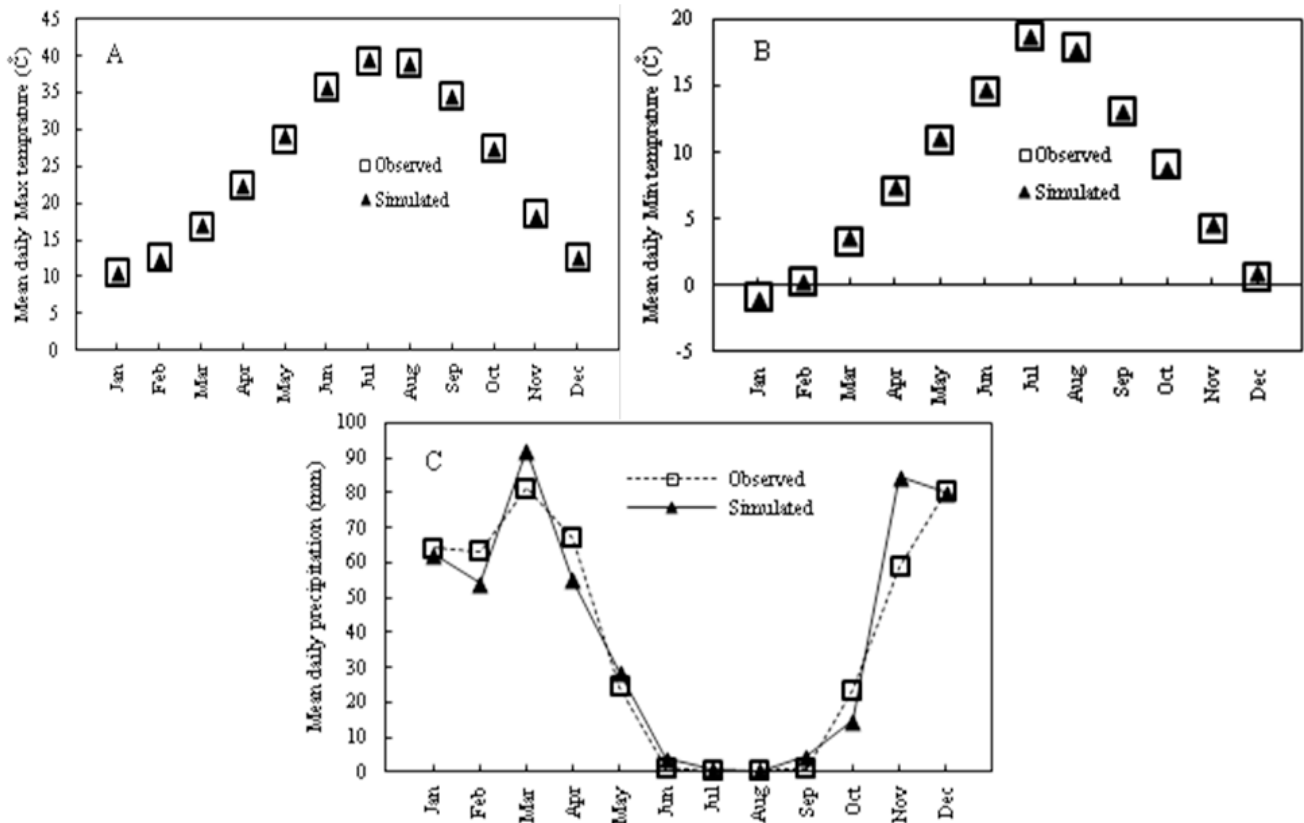 A
Mean daily Max temprature (C̊)
45
40
35
30
25
20
15
10
5
0
Observed
Simulated
Jan
Feb
Mar
Apr
May
Jun
Jul
Aug
Sep
Oct
Nov
Dec
B
Mean daily Min temprature (C̊)
20
15
10
5
0
-5
Observed
Simulated
Jan
Feb
Mar
Apr
May
Jun
Jul
Aug
Sep
Oct
Nov
Dec
C
Mean daily precipitation (mm)
100
90
80
70
60
50
40
30
20
10
0
Observed
Simulated
Jan
Feb
Mar
Apr
May
Jun
Jul
Aug
Sep
Oct
Nov
Dec